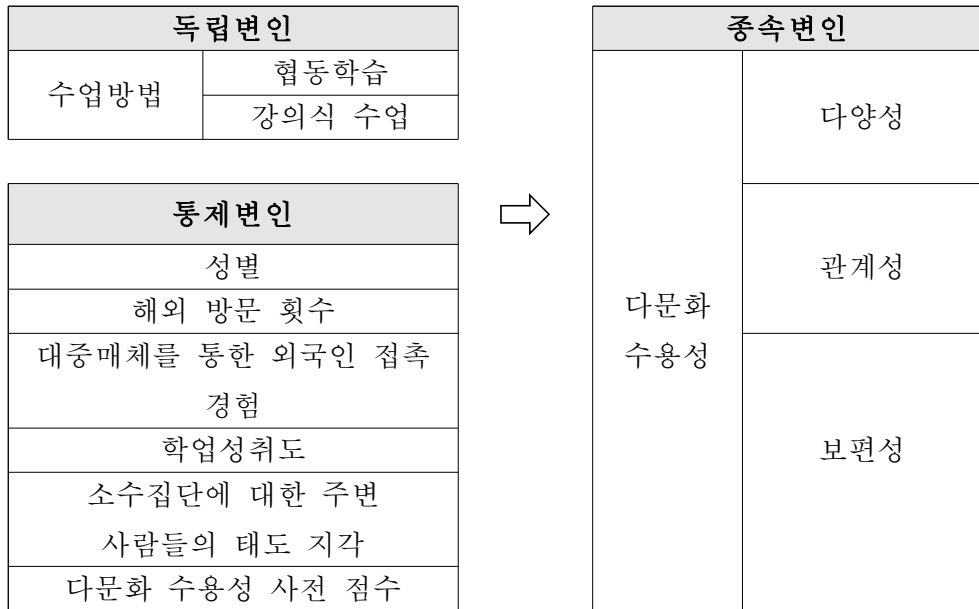 독립변인
수업방법
협동학습
강의식 수업
통제변인
성별
해외 방문 횟수
대중매체를 통한 외국인 접촉
경험
학업성취도
소수집단에 대한 주변
사람들의 태도 지각
다문화 수용성 사전 점수
종속변인
다문화
수용성
다양성
관계성
보편성